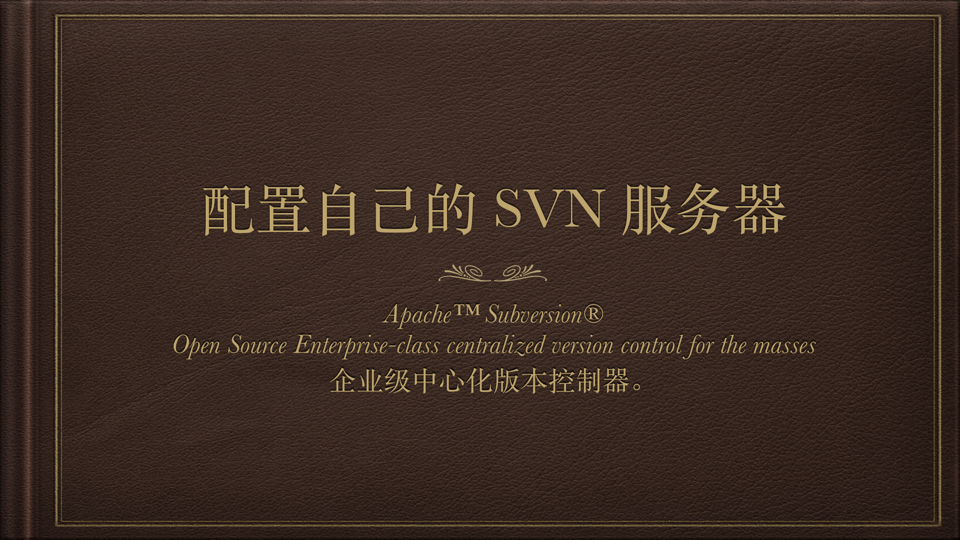 配置自己的 SVN 服务器
Apache™ Subversion®
Open Source Enterprise-class centralized version control for the masses
企业级中心化版本控制器。